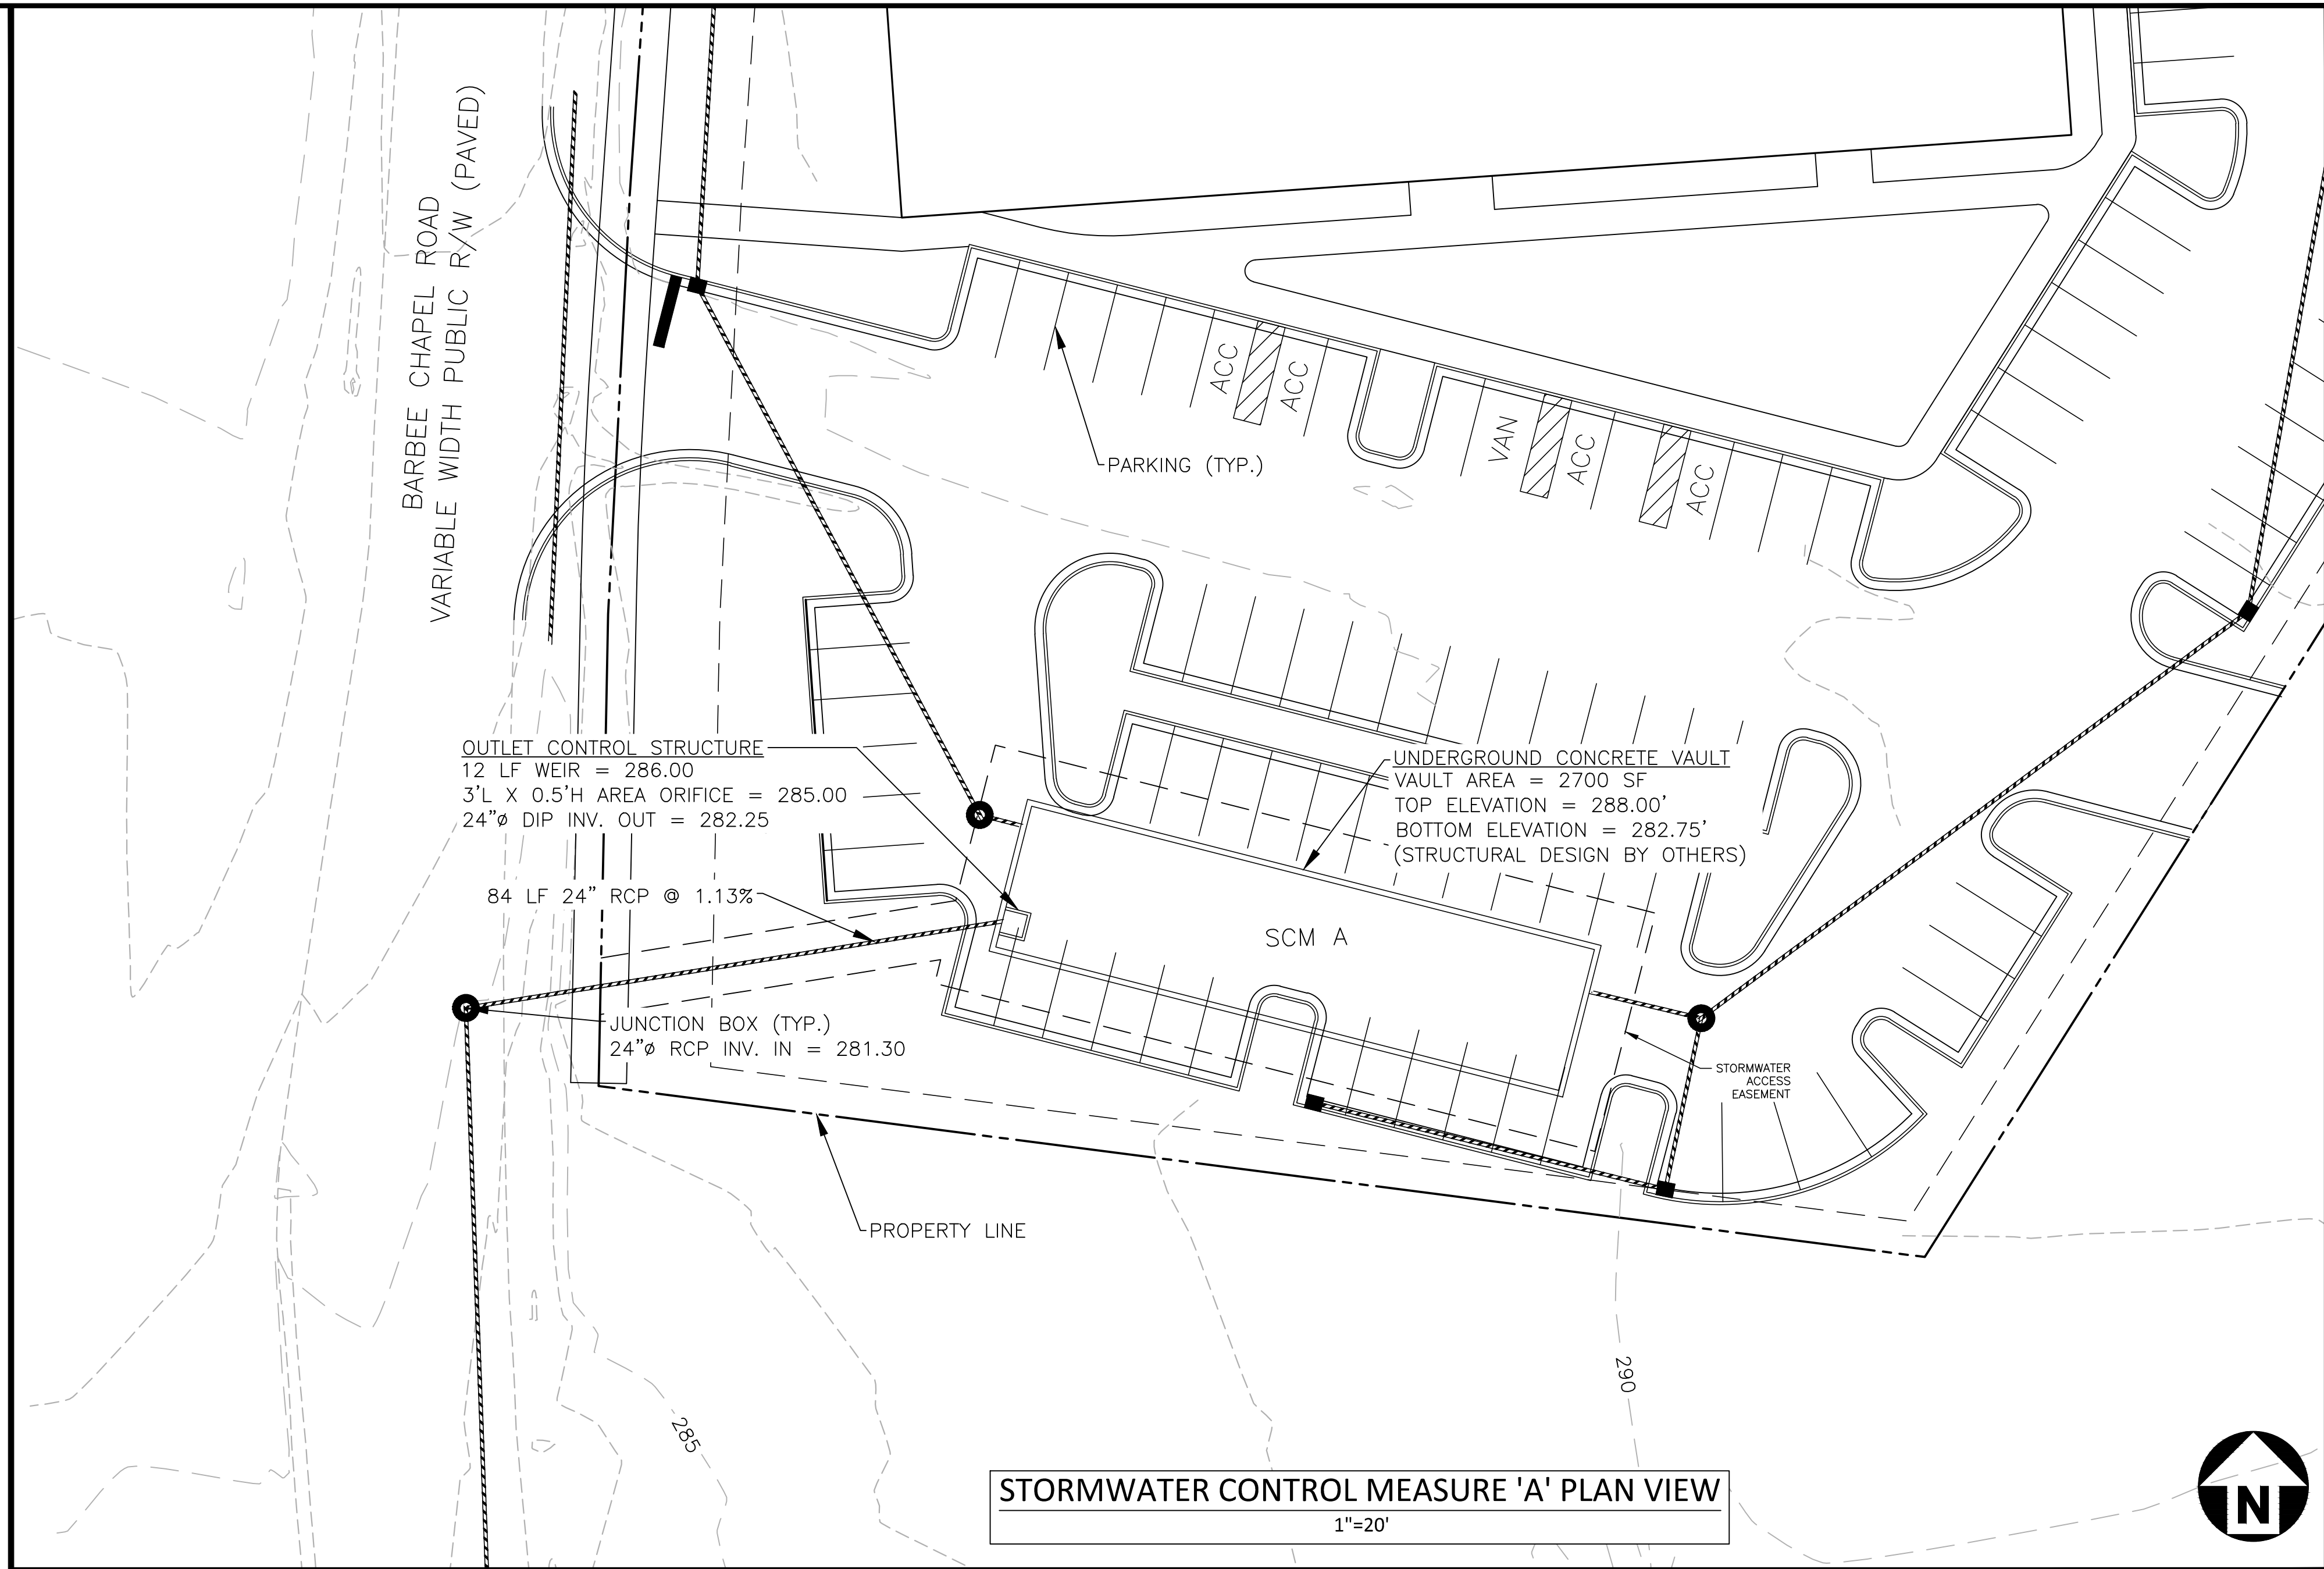 BARBEE CHAPEL ROAD
VARIABLE WIDTH PUBLIC R/W (PAVED)
ACC
ACC
VAN
ACC
ACC
PARKING (TYP.)
OUTLET CONTROL STRUCTURE
12 LF WEIR = 286.00
3'L X 0.5'H AREA ORIFICE = 285.00
24"ø DIP INV. OUT = 282.25
UNDERGROUND CONCRETE VAULT
VAULT AREA = 2700 SF
TOP ELEVATION = 288.00'
BOTTOM ELEVATION = 282.75'
(STRUCTURAL DESIGN BY OTHERS)
84 LF 24" RCP @ 1.13%
SCM A
JUNCTION BOX (TYP.)
24"ø RCP INV. IN = 281.30
STORMWATER
ACCESS
EASEMENT
PROPERTY LINE
290
285
STORMWATER CONTROL MEASURE 'A' PLAN VIEW
1"=20'
N